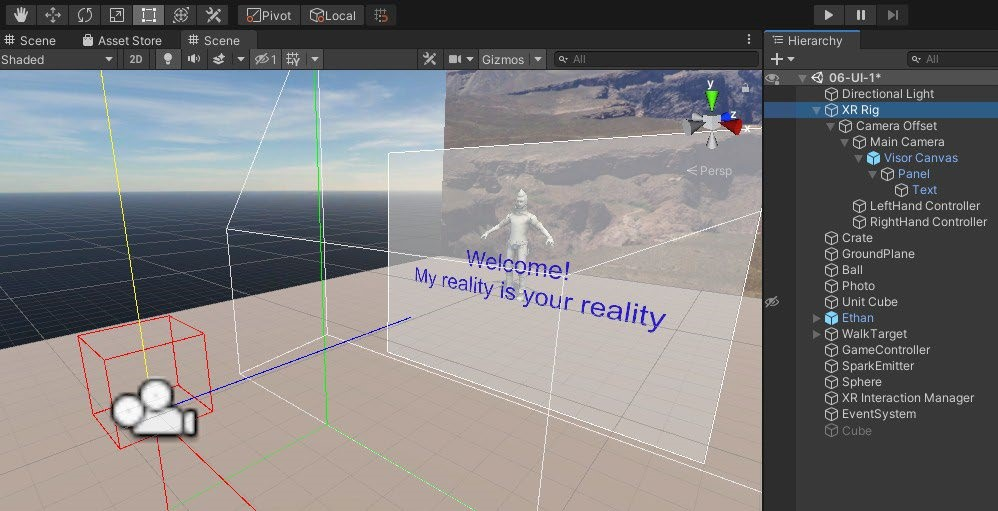 Pivot Local
Scene Asset Store Scene
Shaded 2D 1 Gizmos All
y
z
x
Persp
Welcome!
My reality is your reality
Hierarchy
All
06-UI-1*
Directional Light
XR Rig
Camera Offset
Main Camera
Visor Canvas
Panel
Text
LeftHand Controller
RightHand Controller
Crate
GroundPlane
Ball
Photo
Unit Cube
Ethan
WalkTarget
GameController
SparkEmitter
Sphere
XR Interaction Manager
EventSystem
Cube